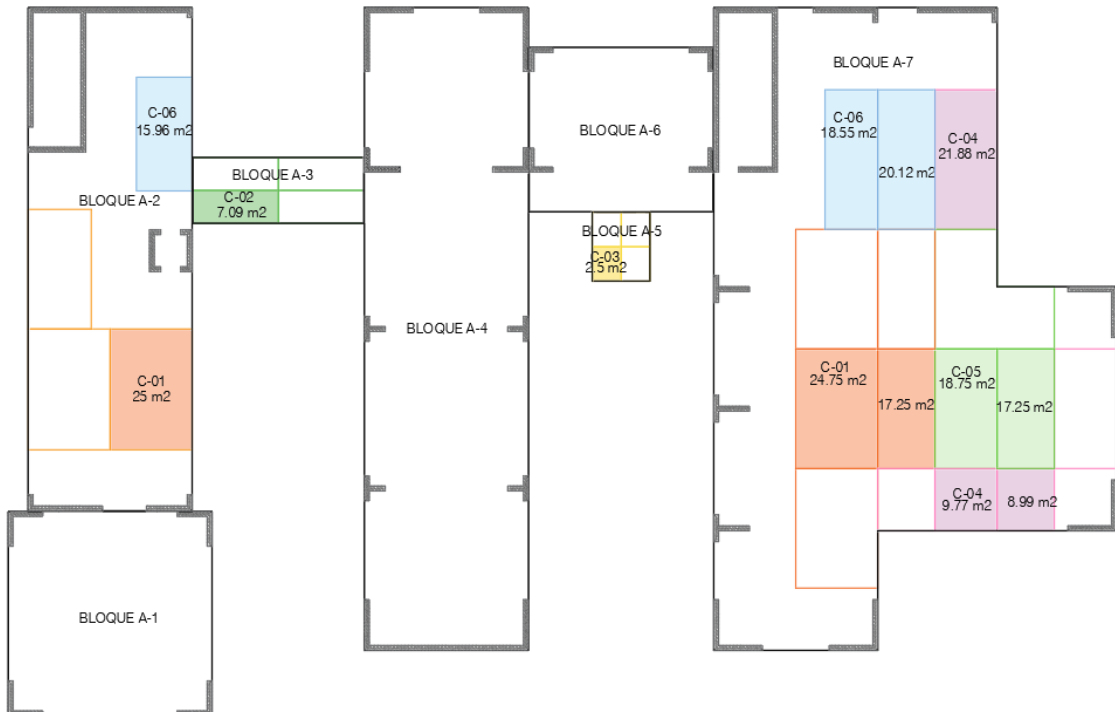 BLOQUE A-7
BLOQUE A-6
C-06
15.96 m2
C-06
18.55 m2
20.12 m2
C-04
21.88 m2
BLOQUE A-3
BLOQUE A-2
C-02
7.09 m2
BLOQUE A-5
C-03
2.5 m2
BLOQUE A-4
C-01
25 m2
C-01
24.75 m2
17.25 m2
C-05
18.75 m2
17.25 m2
C-04
9.77 m2
8.99 m2
BLOQUE A-1